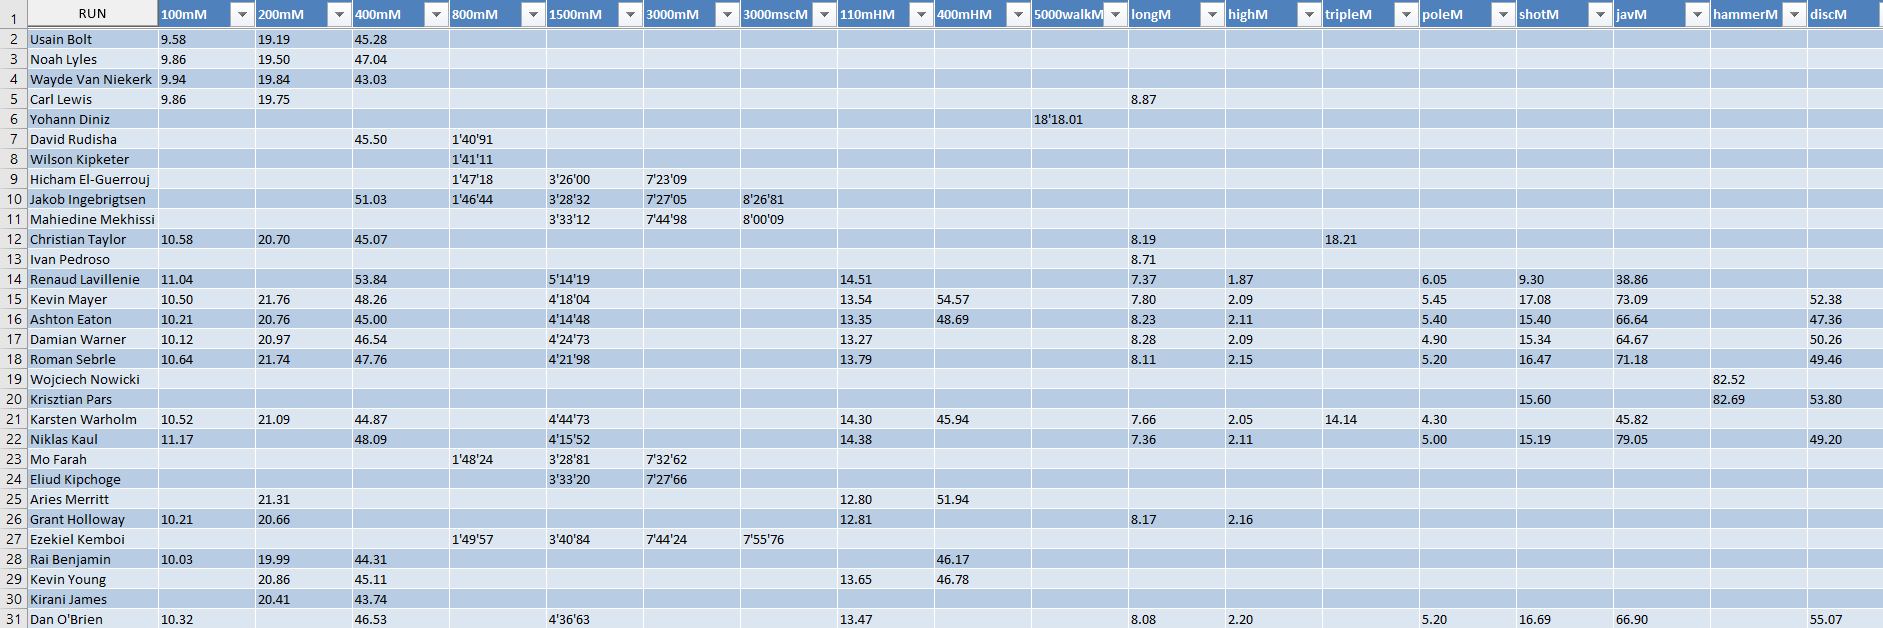 1 RUN 100mM 200mM 400mM 800mM 1500mM 3000mM 3000mscM 110mHM 400mHM 5000walkM longM highM tripleM poleM shotM javM hammerM discM
2 Usain Bolt 9.58 19.19 45.28
3 Noah Lyles 9.86 19.50 47.04
4 Wayde Van Niekerk 9.94 19.84 43.03
5 Carl Lewis 9.86 19.75 8.87
6 Yohann Diniz 18'18.01
7 David Rudisha 45.50 1'40'91
8 Wilson Kipketer 1'41'11
9 Hicham El-Guerrouj 1'47'18 3'26'00 7'23'09
10 Jakob Ingebrigtsen 51.03 1'46'44 3'28'32 7'27'05 8'26'81
11 Mahiedine Mekhissi 3'33'12 7'44'98 8'00'09
12 Christian Taylor 10.58 20.70 45.07 8.19 18.21
13 Ivan Pedroso 8.71
14 Renaud Lavillenie 11.04 53.84 5'14'19 14.51 7.37 1.87 6.05 9.30 38.86
15 Kevin Mayer 10.50 21.76 48.26 4'18'04 13.54 54.57 7.80 2.09 5.45 17.08 73.09 52.38
16 Ashton Eaton 10.21 20.76 45.00 4'14'48 13.35 48.69 8.23 2.11 5.40 15.40 66.64 47.36
17 Damian Warner 10.12 20.97 46.54 4'24'73 13.27 8.28 2.09 4.90 15.34 64.67 50.26
18 Roman Sebrle 10.64 21.74 47.76 4'21'98 13.79 8.11 2.15 5.20 16.47 71.18 49.46
19 Wojciech Nowicki 82.52
20 Krisztian Pars 15.60 82.69 53.80
21 Karsten Warholm 10.52 21.09 44.87 4'44'73 14.30 45.94 7.66 2.05 14.14 4.30 45.82
22 Niklas Kaul 11.17 48.09 4'15'52 14.38 7.36 2.11 5.00 15.19 79.05 49.20
23 Mo Farah 1'48'24 3'28'81 7'32'62
24 Eliud Kipchoge 3'33'20 7'27'66
25 Aries Merritt 21.31 12.80 51.94
26 Grant Holloway 10.21 20.66 12.81 8.17 2.16
27 Ezekiel Kemboi 1'49'57 3'40'84 7'44'24 7'55'76
28 Rai Benjamin 10.03 19.99 44.31 46.17
29 Kevin Young 20.86 45.11 13.65 46.78
30 Kirani James 20.41 43.74
31 Dan O'Brien 10.32 46.53 4'36'63 13.47 8.08 2.20 5.20 16.69 66.90 55.07